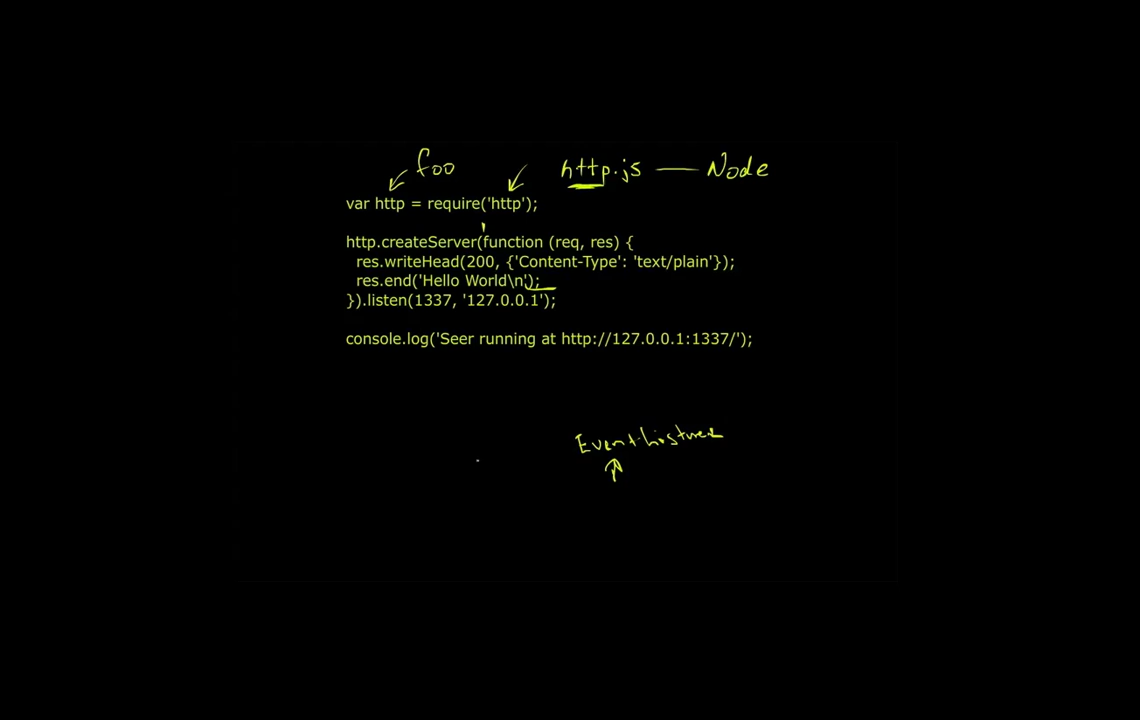 foo http.js — Node
var http = require('http');
http.createServer(function (req, res) {
res.writeHead(200, {'Content-Type': 'text/plain'});
res.end('Hello World\n');
}).listen(1337, '127.0.0.1');
console.log('Seer running at http://127.0.0.1:1337/');
Event